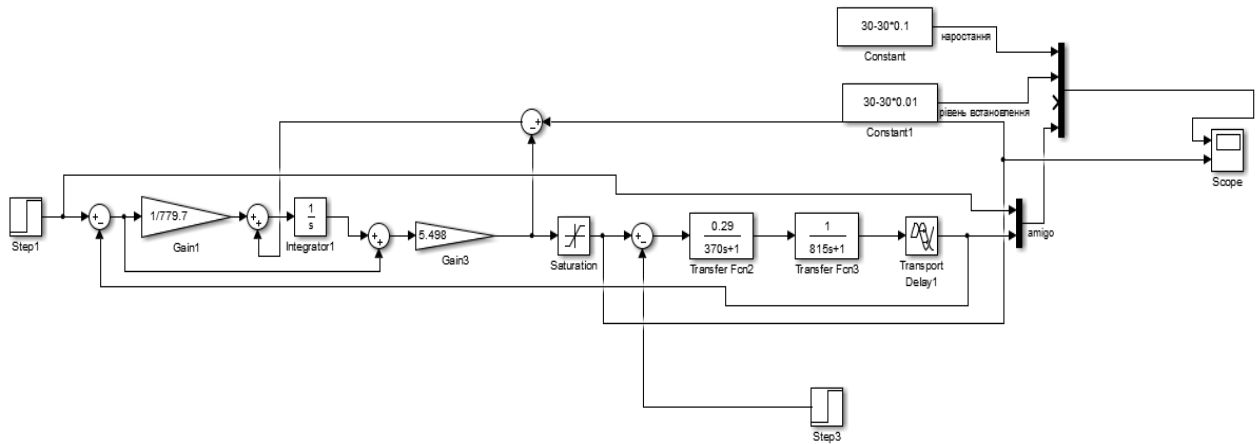 30-30*0.1
наростання
Constant
30-30*0.01
рівень встановлення
Constant1
Scope
Step1
1/779.7
Gain1
1
s
Integrator1
5.498
Gain3
Saturation
0.29
370s+1
Transfer Fcn2
1
815s+1
Transfer Fcn3
Transport
Delay1
amigo
Step3